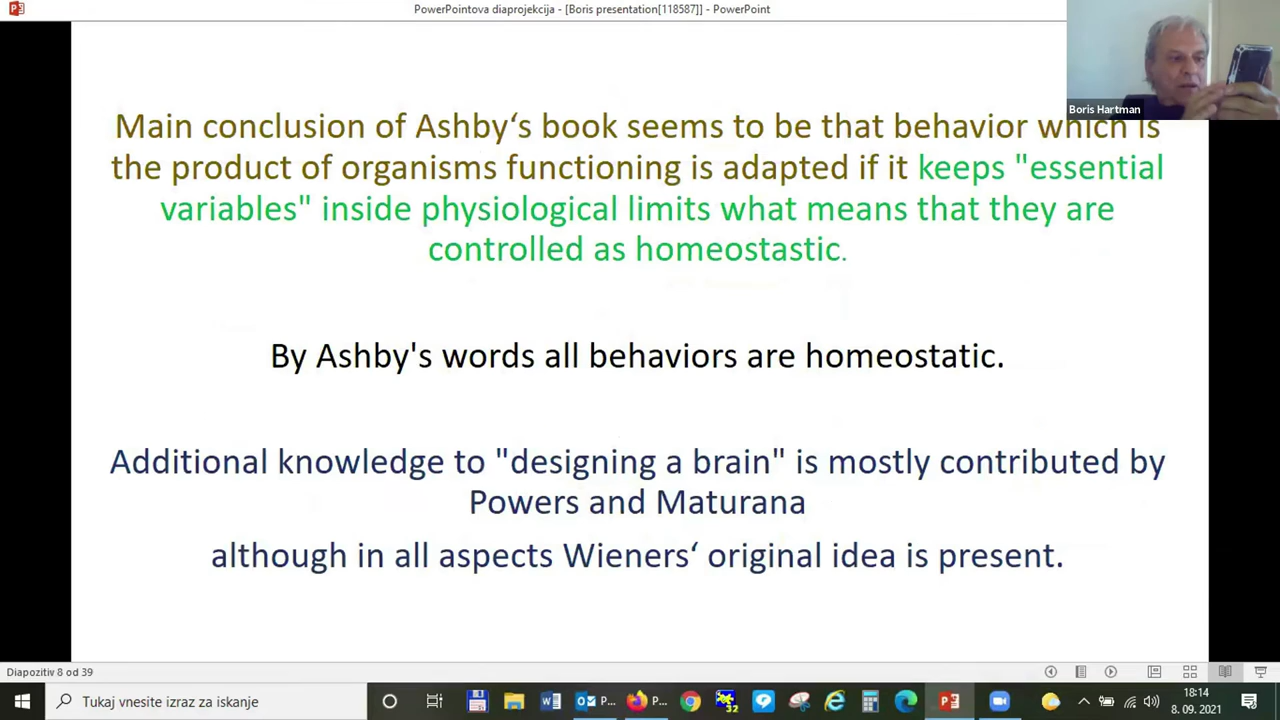 PowerPointova diaprojekcija - [Boris presentation[118587]] - PowerPoint
Boris Hartman
Main conclusion of Ashby‘s book seems to be that behavior which is
the product of organisms functioning is adapted if it keeps "essential
variables" inside physiological limits what means that they are
controlled as homeostastic.
By Ashby's words all behaviors are homeostatic.
Additional knowledge to "designing a brain" is mostly contributed by
Powers and Maturana
although in all aspects Wieners‘ original idea is present.
Diapozitiv 8 od 39
Tukaj vnesite izraz za iskanje
P...
P...
32
18:14
8. 09. 2021